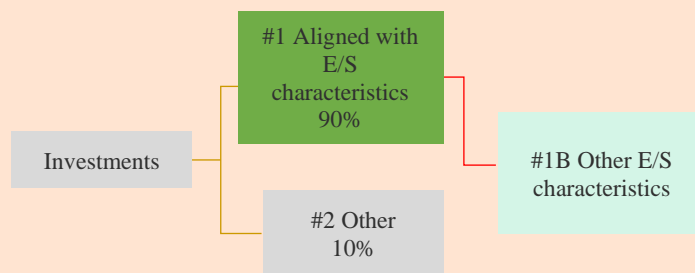 #1 Aligned with
E/S
characteristics
90%
Investments
#1B Other E/S
characteristics
#2 Other
10%